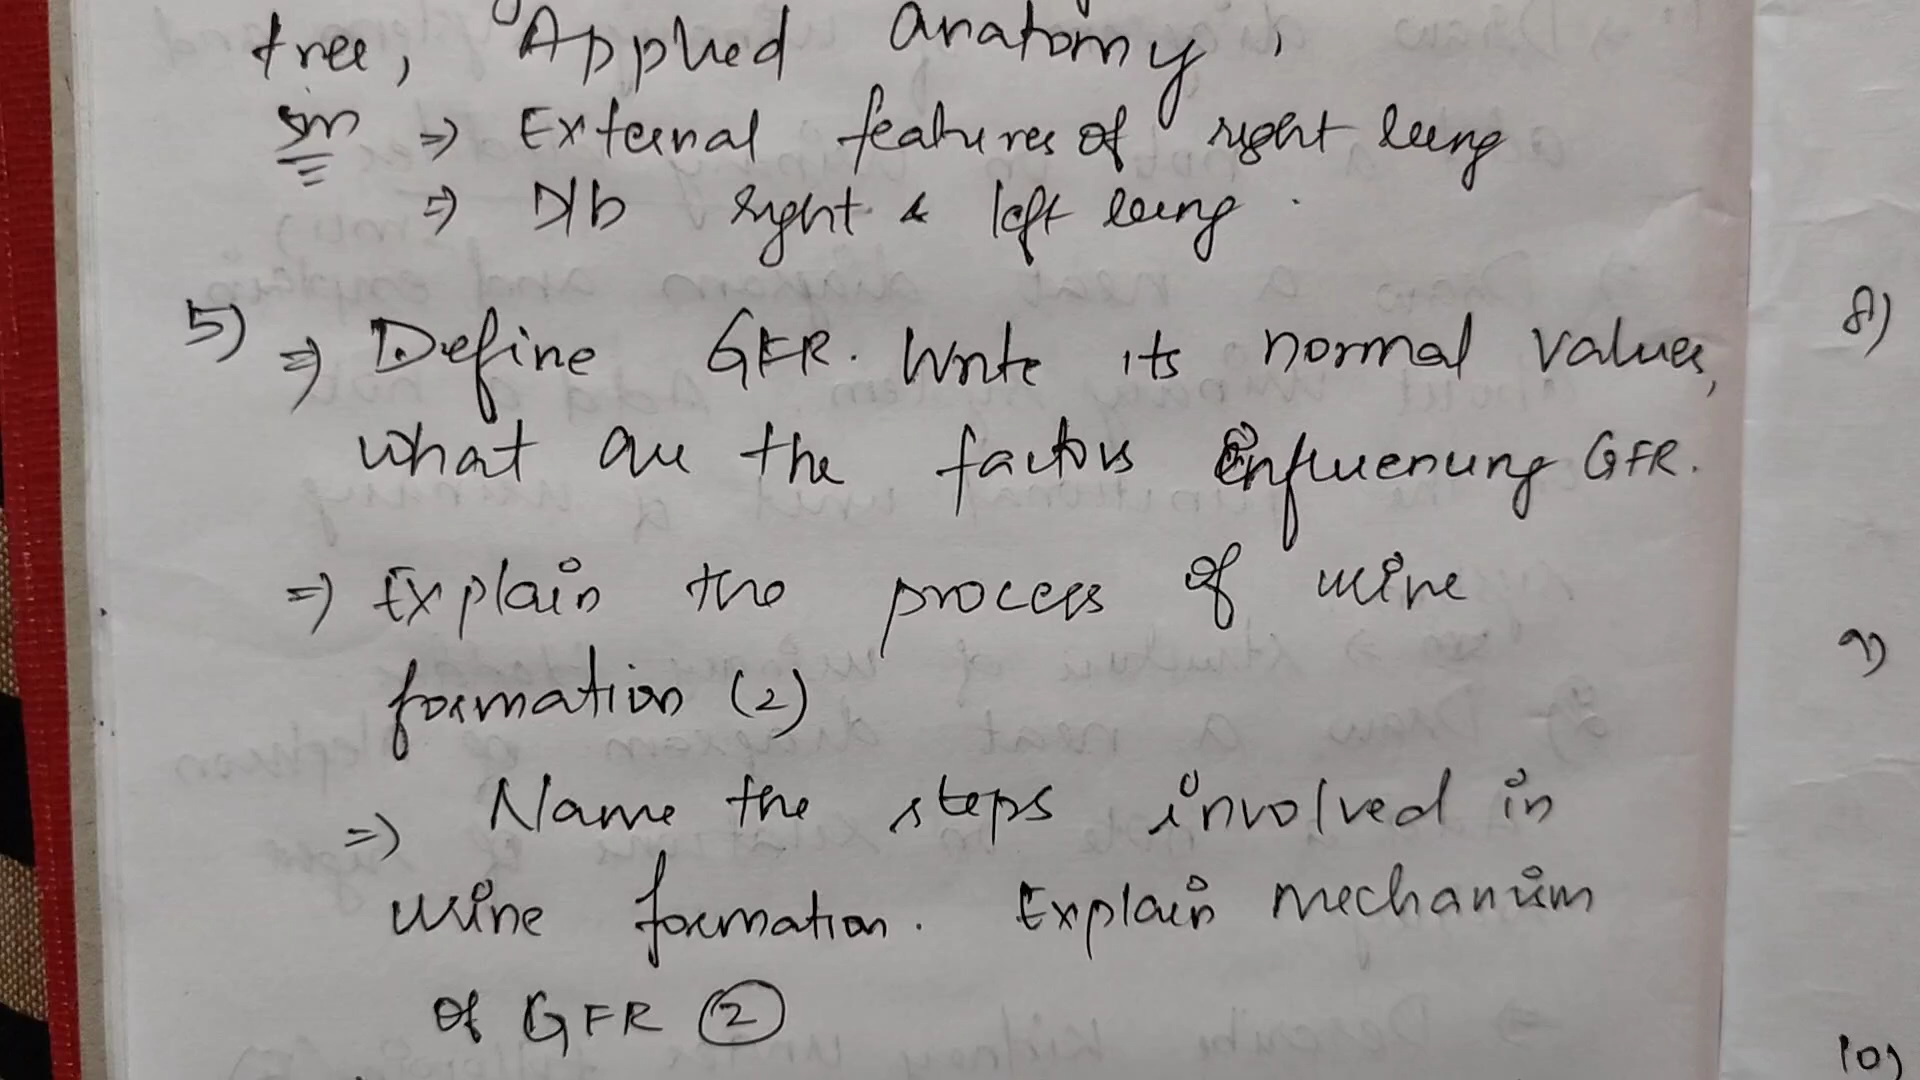 tree, Applied anatomy,
5m ⇒ External features of right lung
⇒ D/b right & left lung.
5) ⇒ Define GFR. Write its normal values,
what are the factors influencing GFR.
⇒ Explain the process of urine
formation (2)
⇒ Name the steps involved in
urine formation. Explain mechanism
of GFR (2)
8)
9)
10)